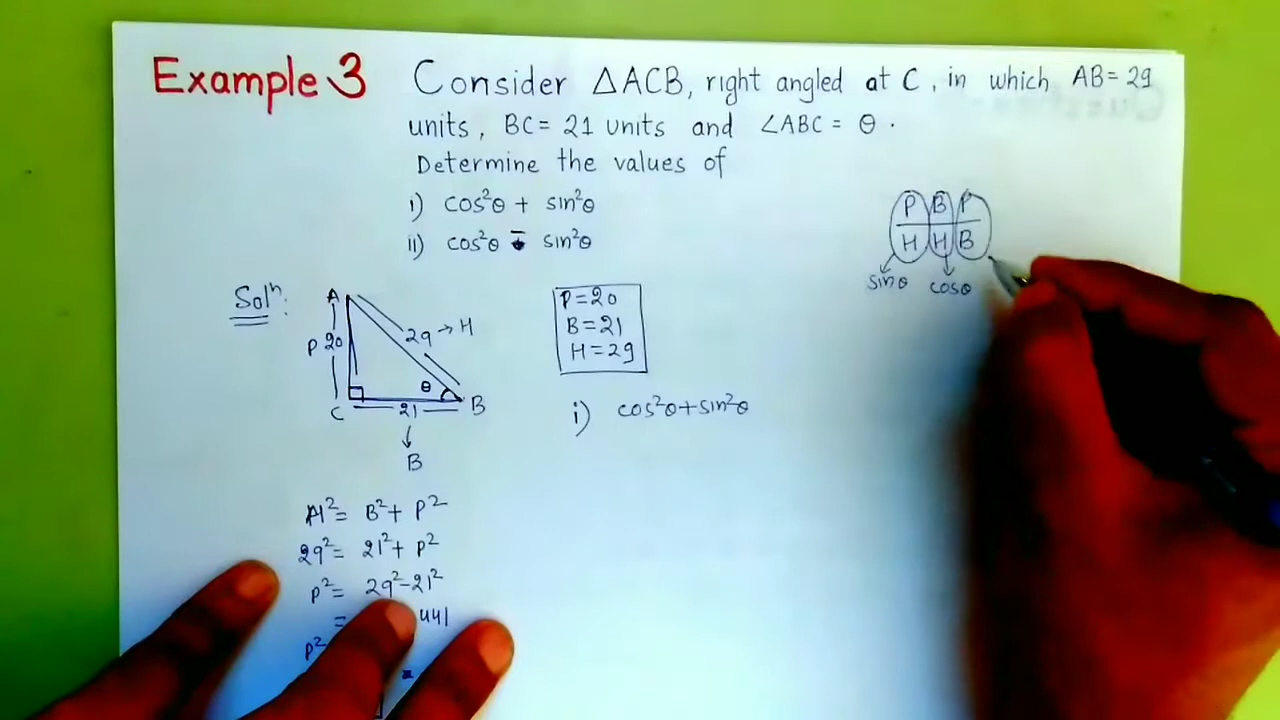 Example 3 Consider △ACB, right angled at C, in which AB = 29
units, BC = 21 units and ∠ABC = θ.
Determine the values of
i) cos²θ + sin²θ
ii) cos²θ - sin²θ
P B P
H H B
sinθ cosθ
Solⁿ:
A
P 20
29 → H
θ
C 21 B
B
P = 20
B = 21
H = 29
i) cos²θ + sin²θ
H² = B² + P²
29² = 21² + P²
P² = 29² - 21²
= 441
P²